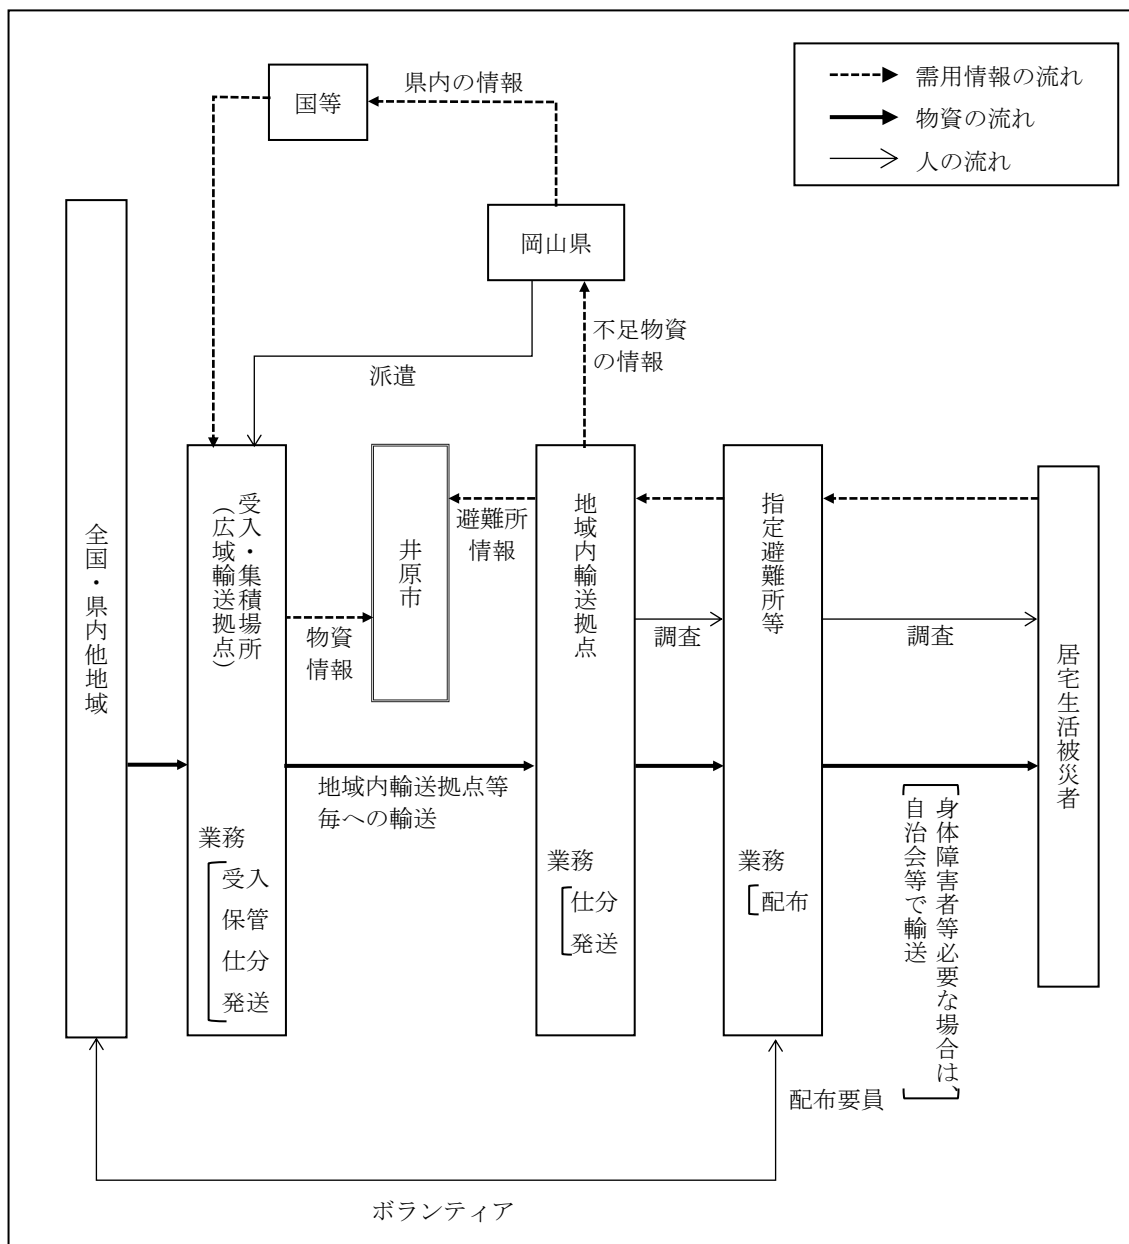 県内の情報
国等
需用情報の流れ
物資の流れ
人の流れ
岡山県
不足物資
の情報
派遣
全国・県内他地域
受入・集積場所
(広域輸送拠点)
業務
受入
保管
仕分
発送
物資
情報
井原市
避難所
情報
地域内輸送拠点等
毎への輸送
地域内輸送拠点
業務
仕分
発送
調査
指定避難所等
業務
配布
調査
居宅生活被災者
身体障害者等必要な場合は、
自治会等で輸送
配布要員
ボランティア